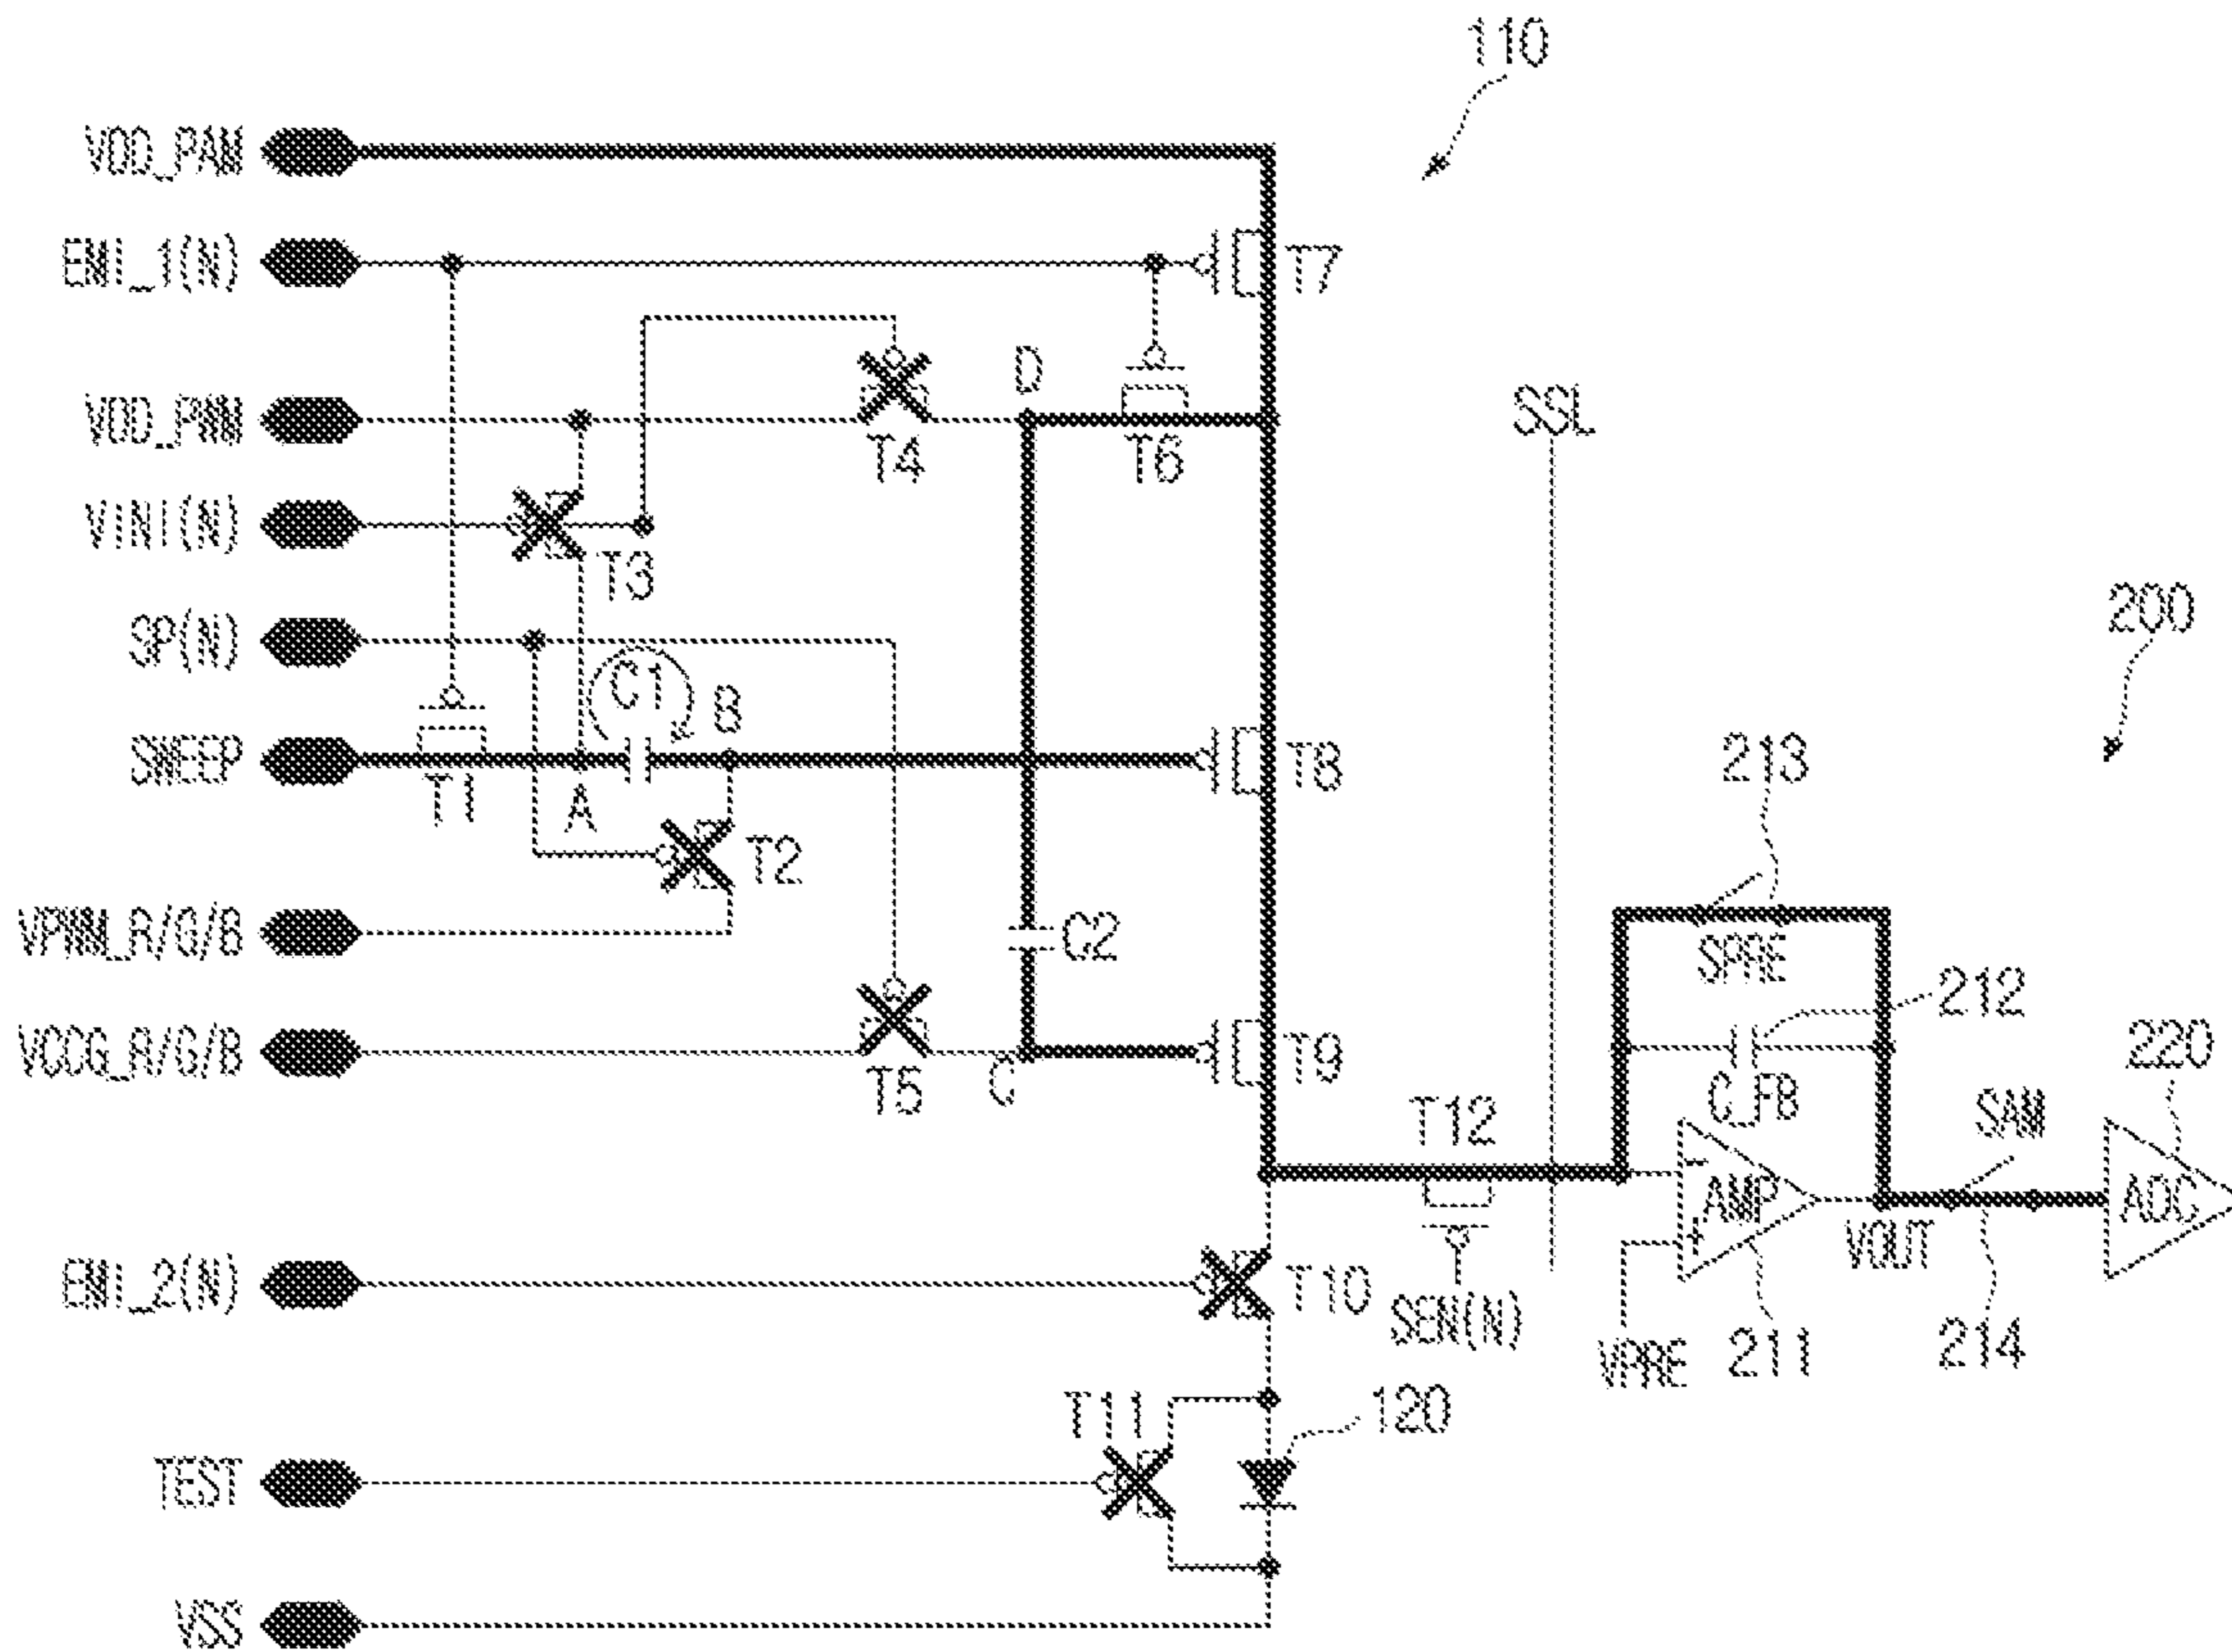 110
VDD_PAM
EMI_1(N)
T7
D
VDD_PWM
T4
T6
SSL
VINI(N)
T3
200
SP(N)
C1
B
SWEEP
T1
A
T8
213
T2
VPWM_R/G/B
C2
SPRE
212
VCCG_R/G/B
T5
C
T9
C_FB
220
T12
SAM
AMP
ADC
VOUT
EMI_2(N)
T10
SEN(N)
VPRE
211
214
T11
120
TEST
VSS